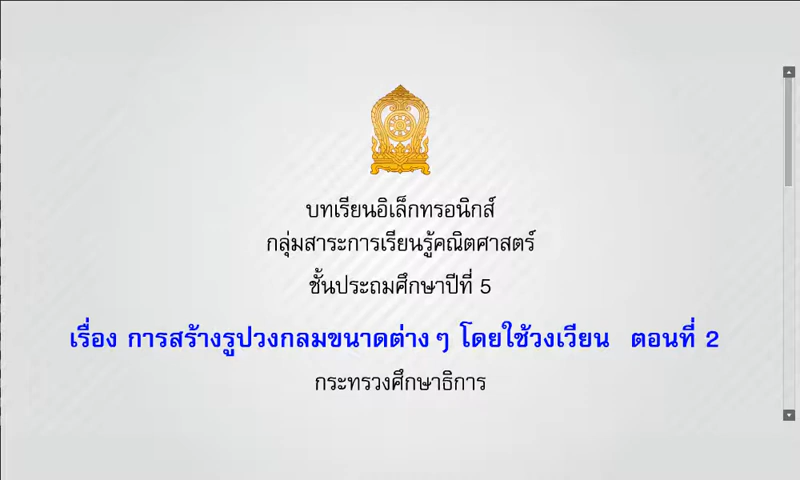 บทเรียนอิเล็กทรอนิกส์
กลุ่มสาระการเรียนรู้คณิตศาสตร์
ชั้นประถมศึกษาปีที่ 5
เรื่อง การสร้างรูปวงกลมขนาดต่าง ๆ โดยใช้วงเวียน ตอนที่ 2
กระทรวงศึกษาธิการ